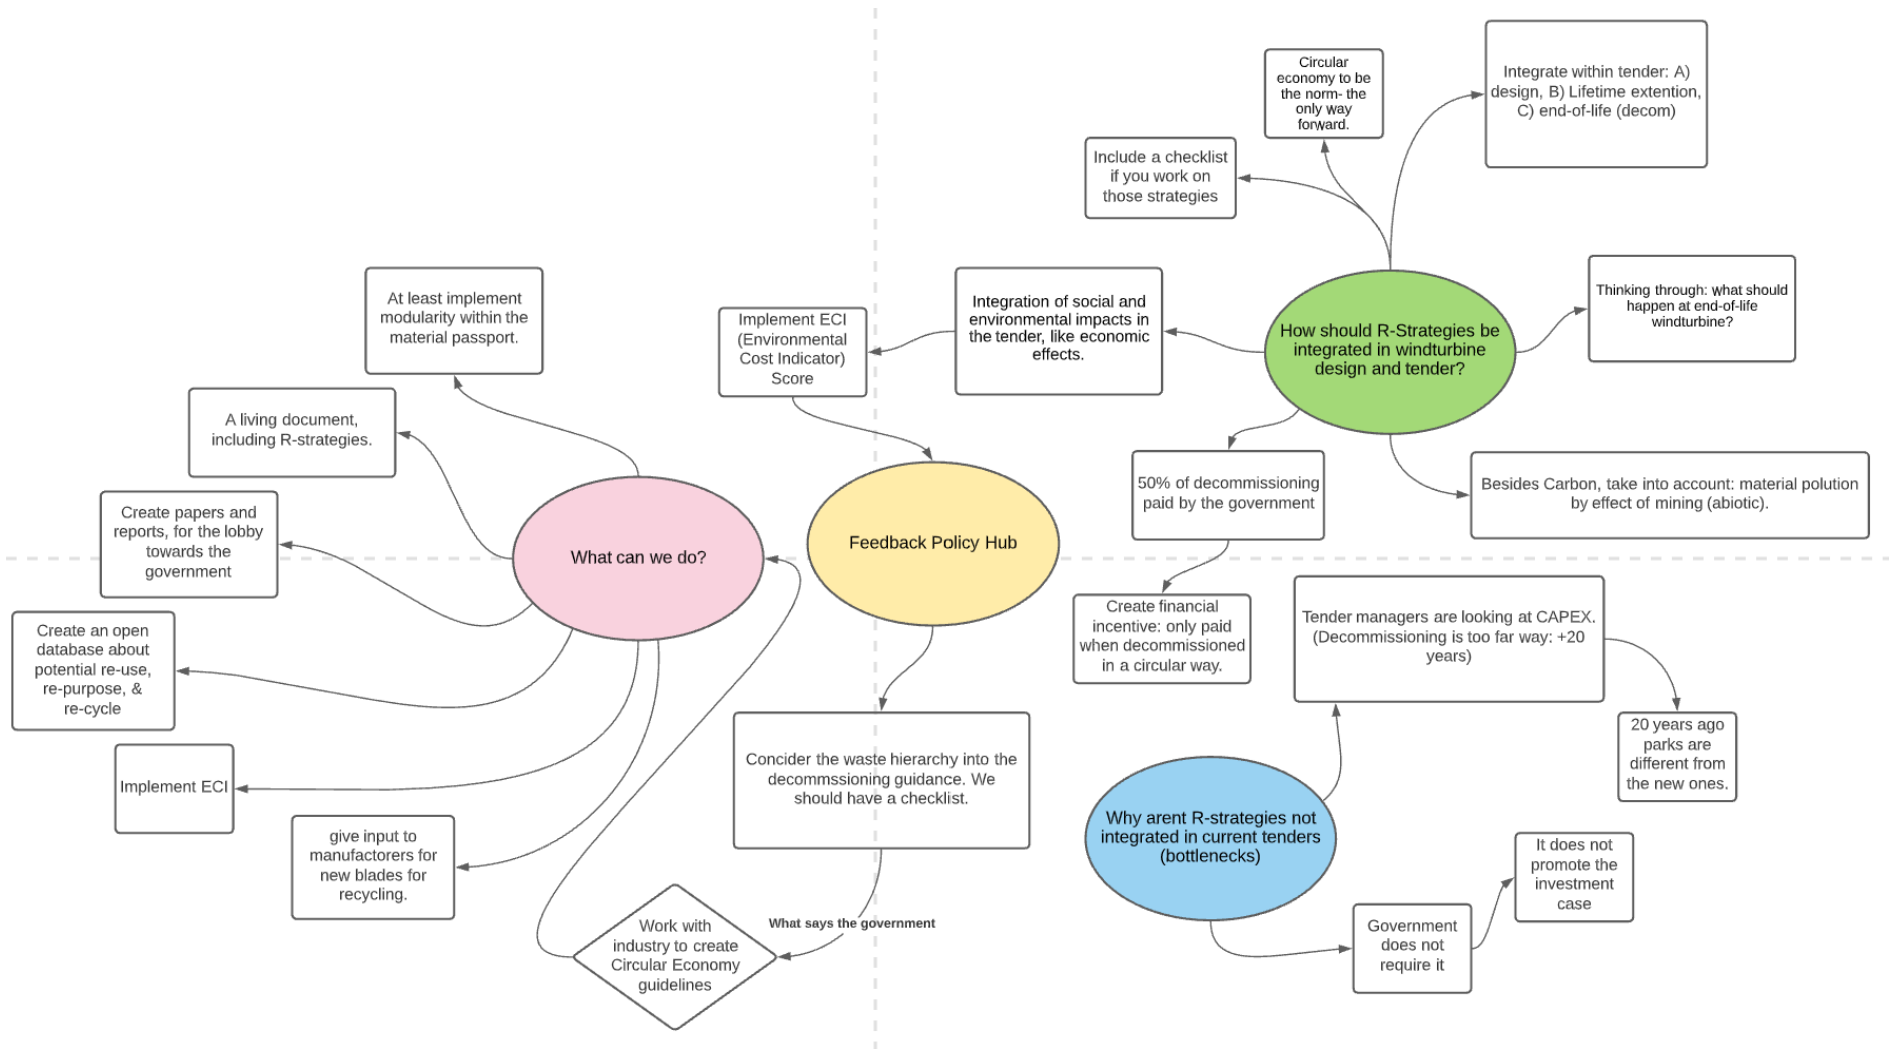 Circular
economy to be
the norm- the
only way
forward.
Integrate within tender: A)
design, B) Lifetime extention,
C) end-of-life (decom)
Include a checklist
if you work on
those strategies
At least implement
modularity within the
material passport.
Implement ECI
(Environmental
Cost Indicator)
Score
Integration of social and
environmental impacts in
the tender, like economic
effects.
How should R-Strategies be
integrated in windturbine
design and tender?
Thinking through: what should
happen at end-of-life
windturbine?
A living document,
including R-strategies.
50% of decommissioning
paid by the government
Besides Carbon, take into account: material polution
by effect of mining (abiotic).
Create papers and
reports, for the lobby
towards the
government
What can we do?
Feedback Policy Hub
Create financial
incentive: only paid
when decommissioned
in a circular way.
Tender managers are looking at CAPEX.
(Decommissioning is too far way: +20
years)
Create an open
database about
potential re-use,
re-purpose, &
re-cycle
20 years ago
parks are
different from
the new ones.
Implement ECI
Concider the waste hierarchy into the
decommssioning guidance. We
should have a checklist.
Why arent R-strategies not
integrated in current tenders
(bottlenecks)
give input to
manufactorers for
new blades for
recycling.
It does not
promote the
investment
case
What says the government
Work with
industry to create
Circular Economy
guidelines
Government
does not
require it